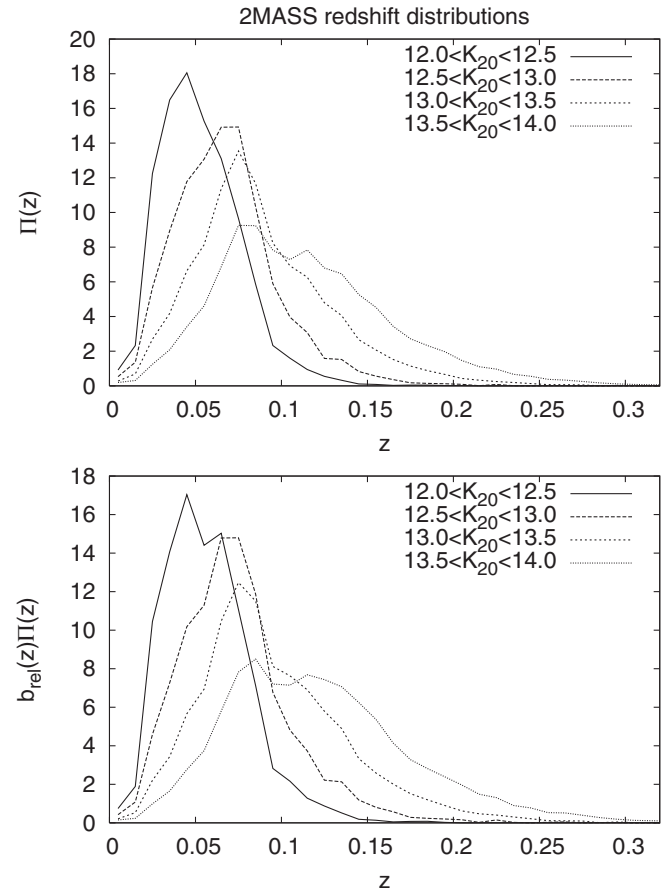 2MASS redshift distributions
20
18
16
14
12
10
8
6
4
2
0
Π(z)
12.0<K₂₀<12.5
12.5<K₂₀<13.0
13.0<K₂₀<13.5
13.5<K₂₀<14.0
0 0.05 0.1 0.15 0.2 0.25 0.3
z
18
16
14
12
10
8
6
4
2
0
b_rel(z)Π(z)
12.0<K₂₀<12.5
12.5<K₂₀<13.0
13.0<K₂₀<13.5
13.5<K₂₀<14.0
0 0.05 0.1 0.15 0.2 0.25 0.3
z